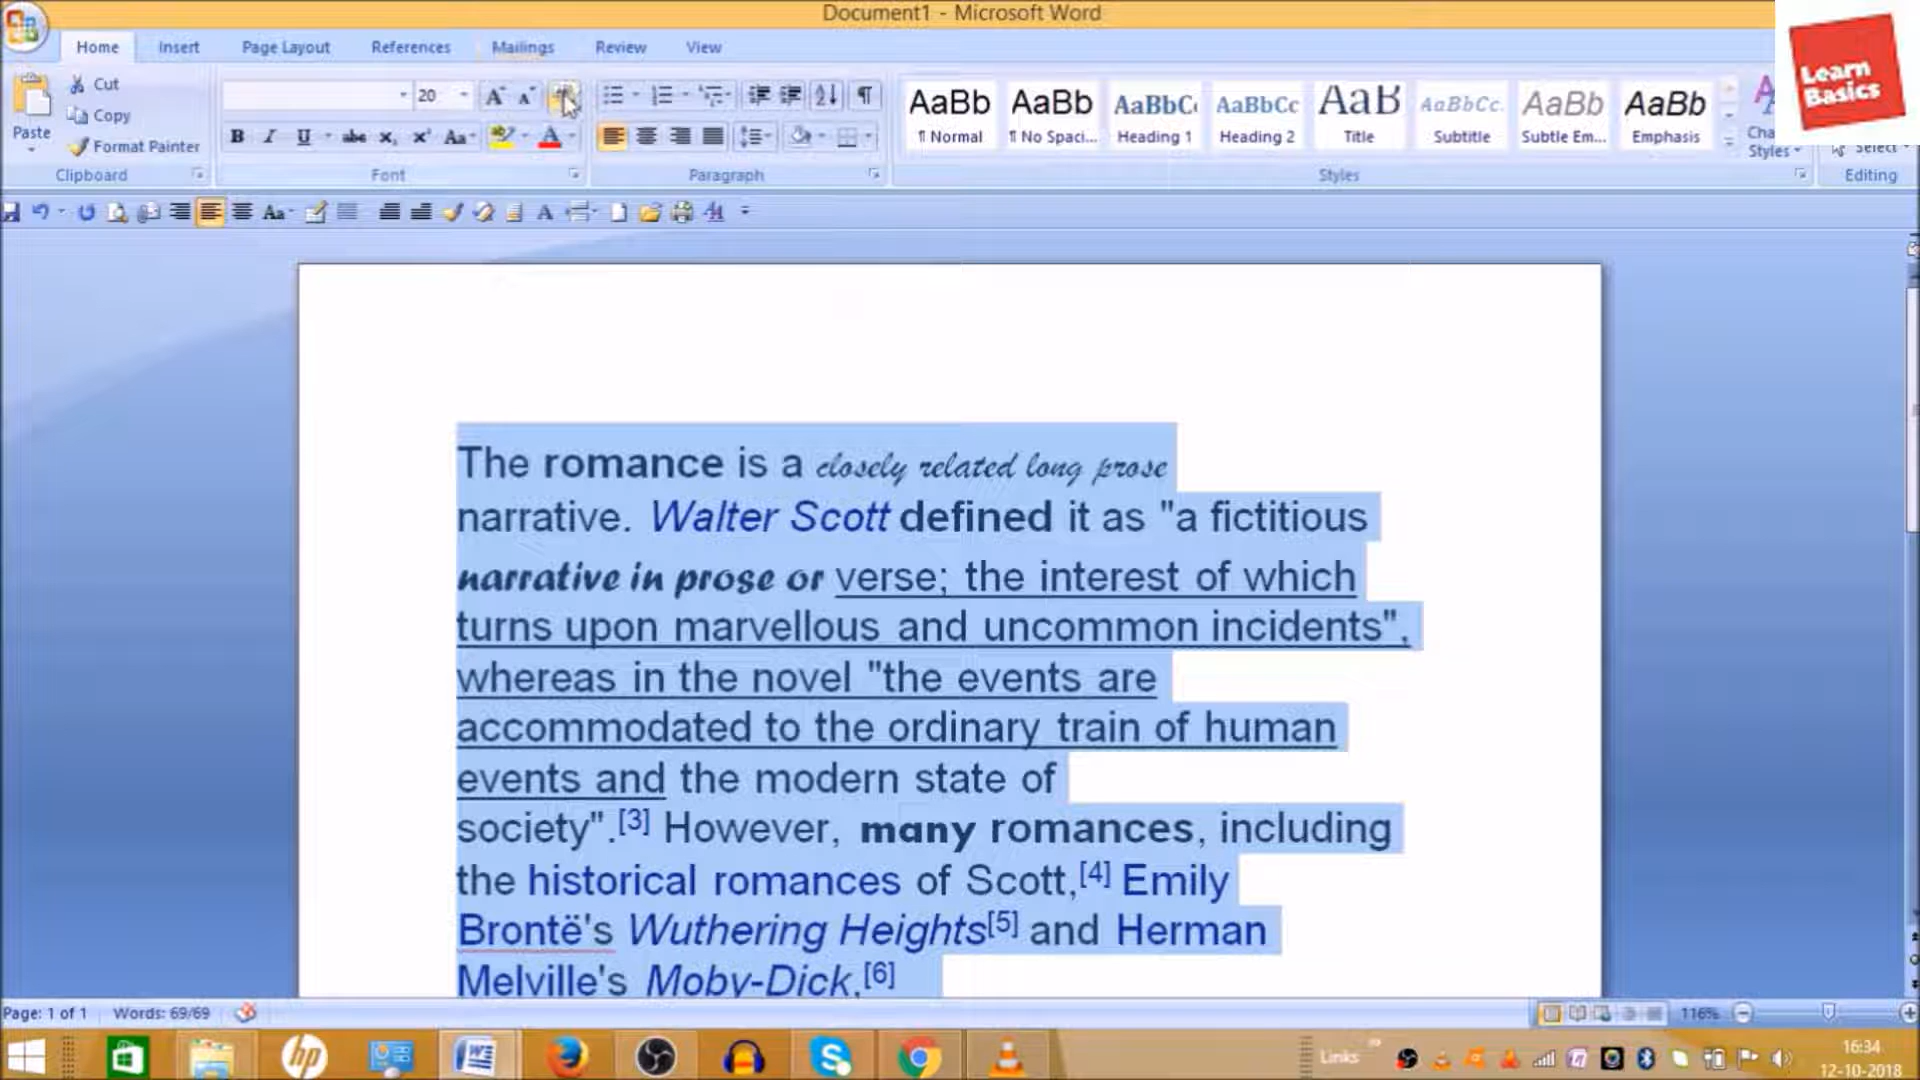 Document1 - Microsoft Word
Home Insert Page Layout References Mailings Review View
Learn Basics
Cut
Copy
Format Painter
Paste
Clipboard
20
Font
Paragraph
AaBb AaBb AaBbC AaBbCc AaB AaBbCc. AaBb AaBb
¶ Normal ¶ No Spaci... Heading 1 Heading 2 Title Subtitle Subtle Em... Emphasis
Styles
Styles
Select
Editing
The romance is a closely related long prose
narrative. Walter Scott defined it as "a fictitious
narrative in prose or verse; the interest of which
turns upon marvellous and uncommon incidents",
whereas in the novel "the events are
accommodated to the ordinary train of human
events and the modern state of
society".[3] However, many romances, including
the historical romances of Scott,[4] Emily
Brontë's Wuthering Heights[5] and Herman
Melville's Moby-Dick,[6]
Page: 1 of 1 Words: 69/69
116%
Links
16:34
12-10-2018